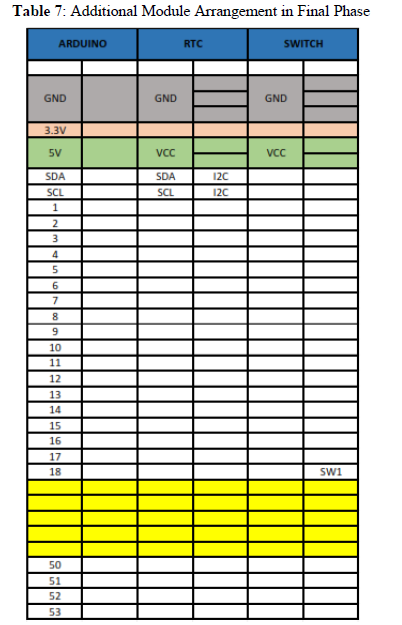 Table 7: Additional Module Arrangement in Final Phase
ARDUINO RTC SWITCH
GND GND GND
3.3V
5V VCC VCC
SDA SDA I2C
SCL SCL I2C
1
2
3
4
5
6
7
8
9
10
11
12
13
14
15
16
17
18 SW1
50
51
52
53